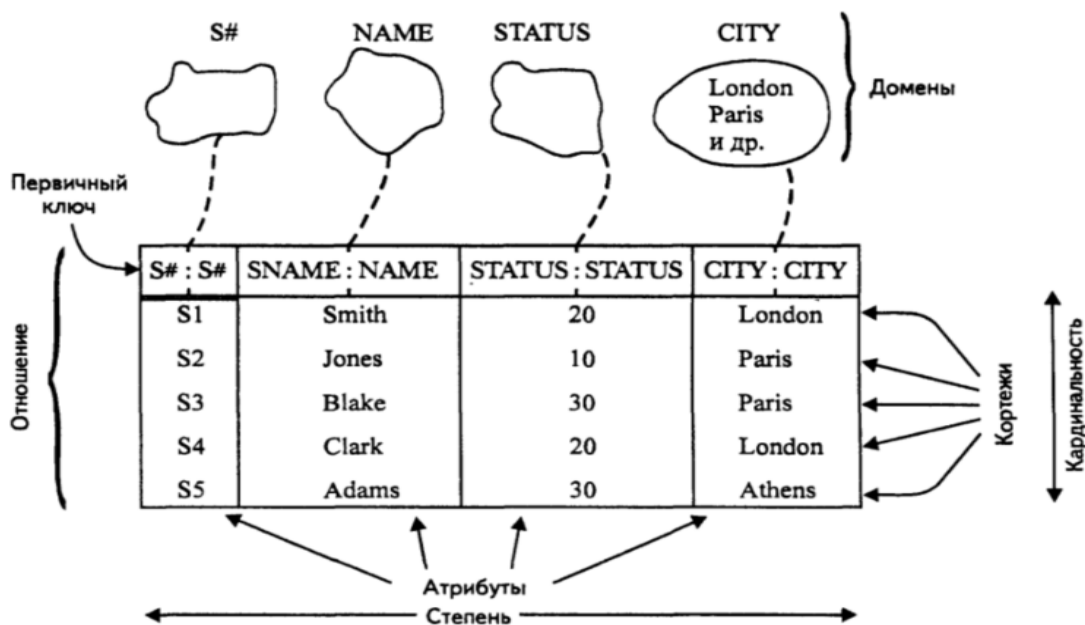 S# NAME STATUS CITY
London
Paris
и др.
Домены
Первичный
ключ
S# : S# SNAME : NAME STATUS : STATUS CITY : CITY
S1 Smith 20 London
S2 Jones 10 Paris
S3 Blake 30 Paris
S4 Clark 20 London
S5 Adams 30 Athens
Отношение
Кортежи
Кардинальность
Атрибуты
Степень